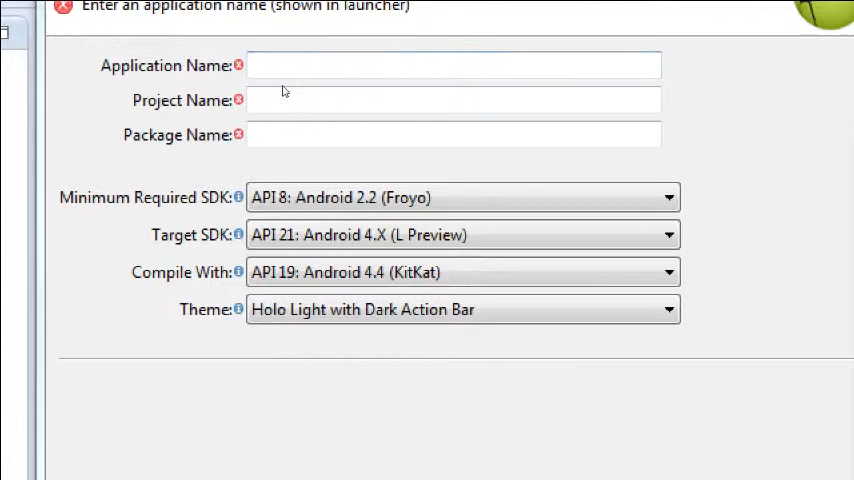 Enter an application name (shown in launcher)
Application Name:
Project Name:
Package Name:
Minimum Required SDK: API 8: Android 2.2 (Froyo)
Target SDK: API 21: Android 4.X (L Preview)
Compile With: API 19: Android 4.4 (KitKat)
Theme: Holo Light with Dark Action Bar